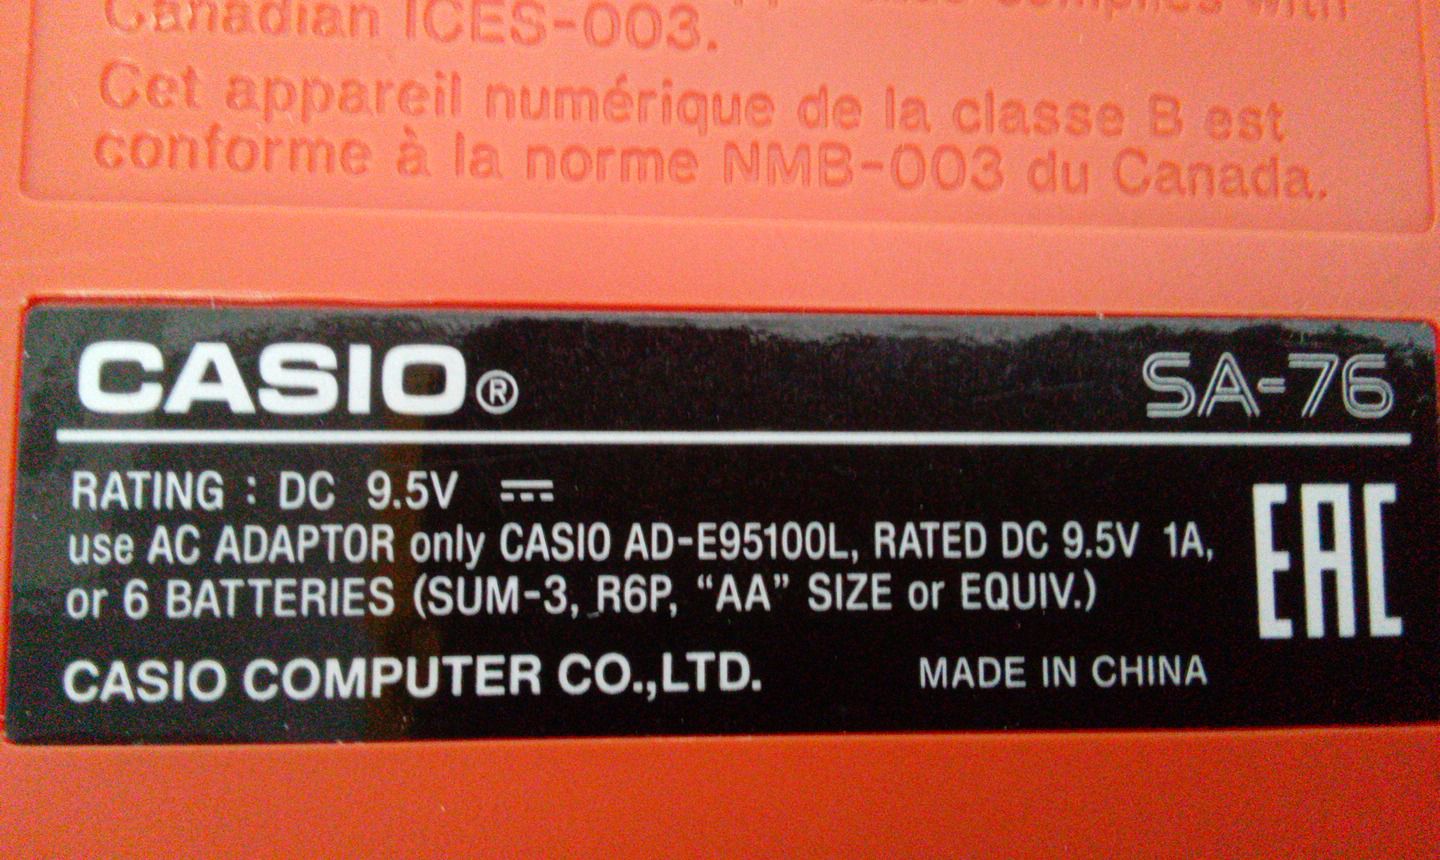 complies with
Canadian ICES-003.
Cet appareil numérique de la classe B est
conforme à la norme NMB-003 du Canada.
CASIO® SA-76
RATING : DC 9.5V ⎓
use AC ADAPTOR only CASIO AD-E95100L, RATED DC 9.5V 1A,
or 6 BATTERIES (SUM-3, R6P, “AA” SIZE or EQUIV.)
EAC
CASIO COMPUTER CO.,LTD. MADE IN CHINA